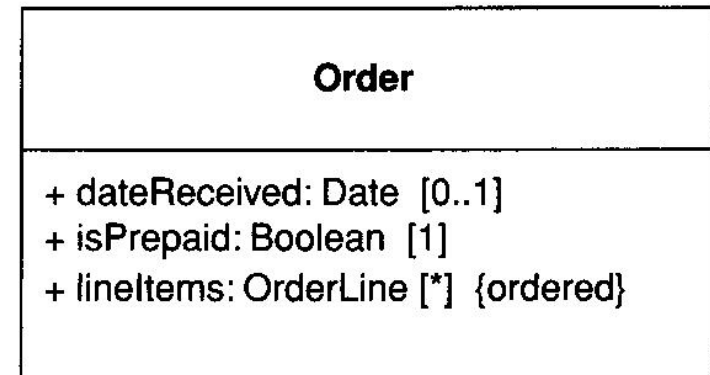 Order
+ dateReceived: Date [0..1]
+ isPrepaid: Boolean [1]
+ lineItems: OrderLine [*] {ordered}